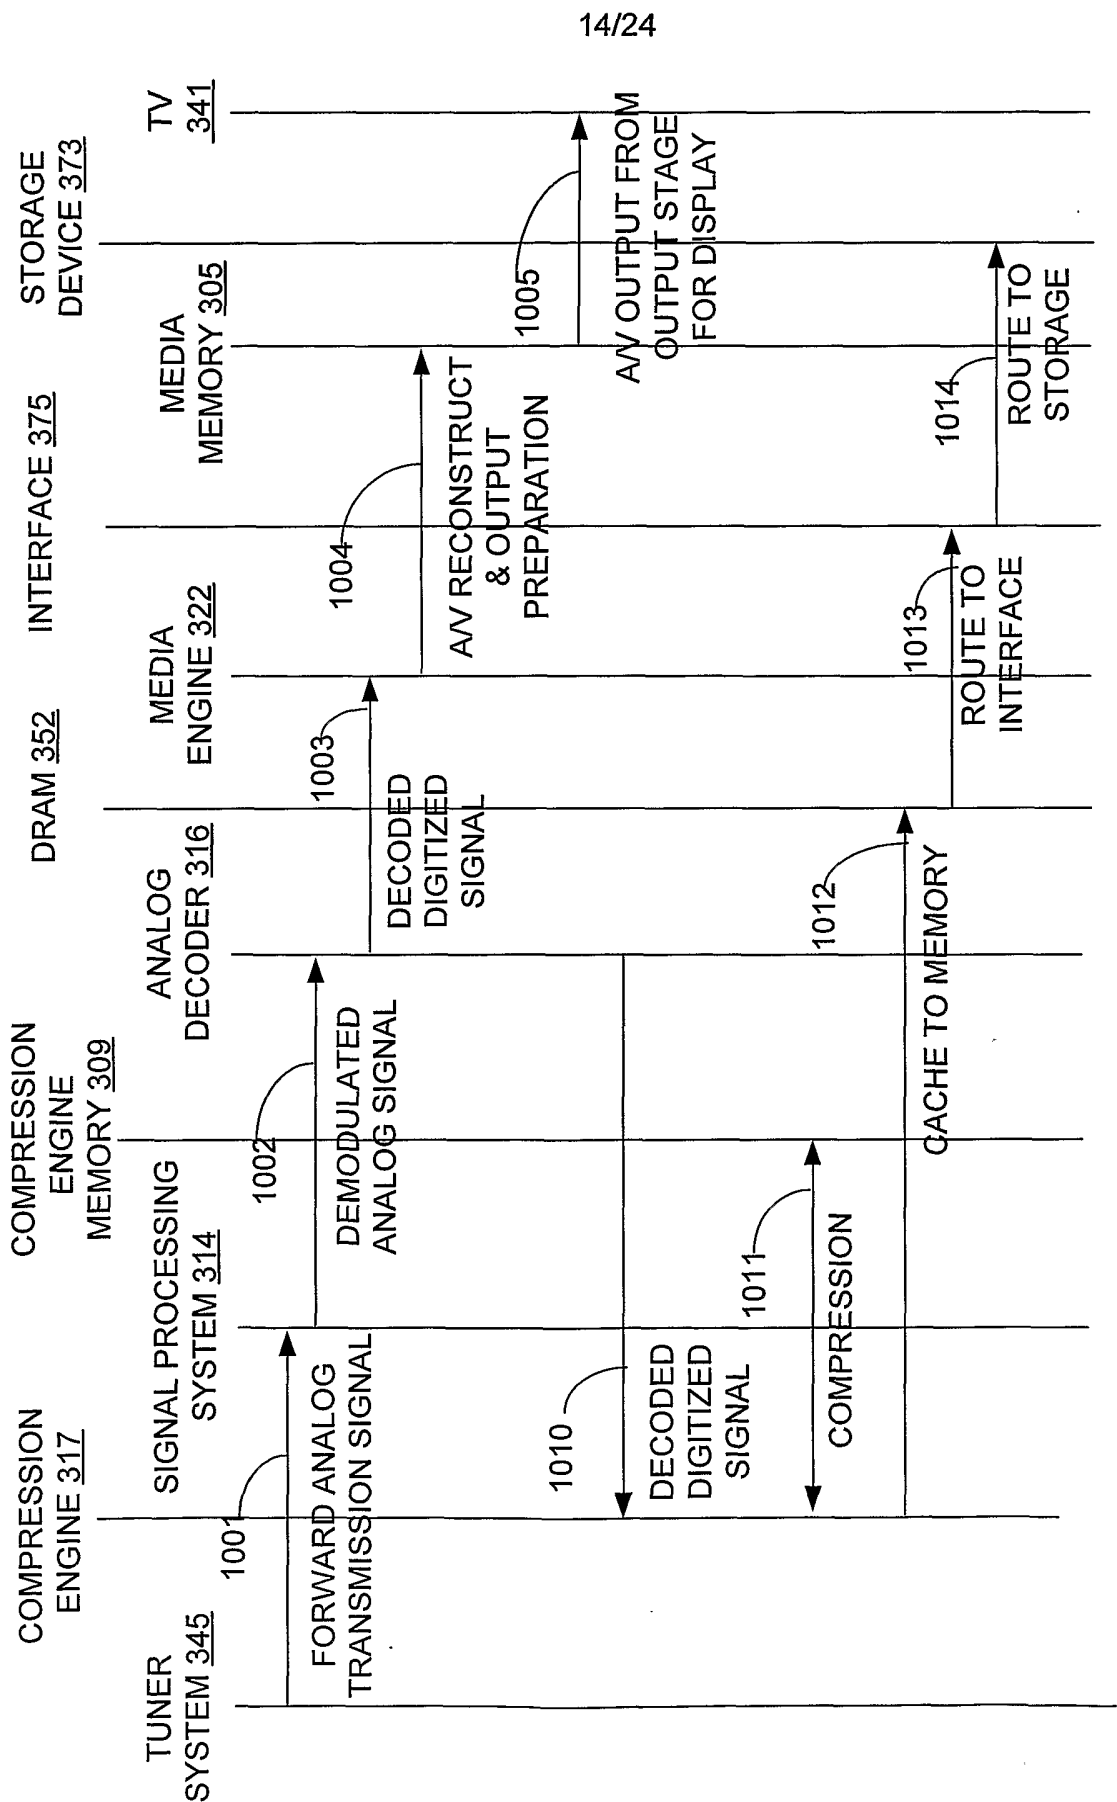 14/24
TUNER
SYSTEM 345
COMPRESSION
ENGINE 317
SIGNAL PROCESSING
SYSTEM 314
COMPRESSION
ENGINE
MEMORY 309
ANALOG
DECODER 316
DRAM 352
MEDIA
ENGINE 322
INTERFACE 375
MEDIA
MEMORY 305
STORAGE
DEVICE 373
TV
341
1001
FORWARD ANALOG
TRANSMISSION SIGNAL
1002
DEMODULATED
ANALOG SIGNAL
1003
DECODED
DIGITIZED
SIGNAL
1004
A/V RECONSTRUCT
& OUTPUT
PREPARATION
1005
A/V OUTPUT FROM
OUTPUT STAGE
FOR DISPLAY
1010
DECODED
DIGITIZED
SIGNAL
1011
COMPRESSION
1012
CACHE TO MEMORY
1013
ROUTE TO
INTERFACE
1014
ROUTE TO
STORAGE